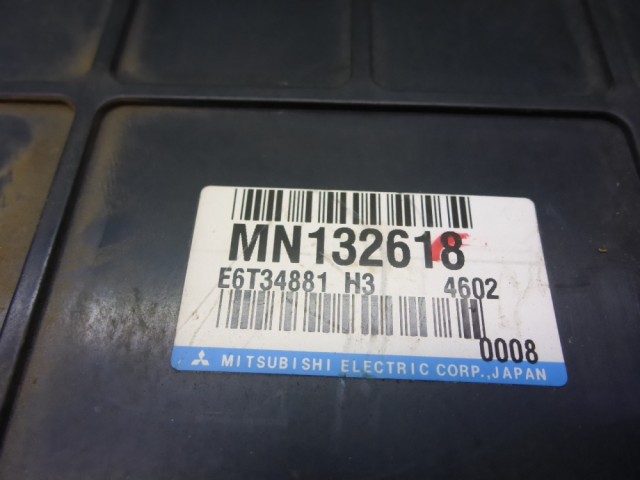 MN132618
E6T34881 H3 4602
0008
MITSUBISHI ELECTRIC CORP., JAPAN